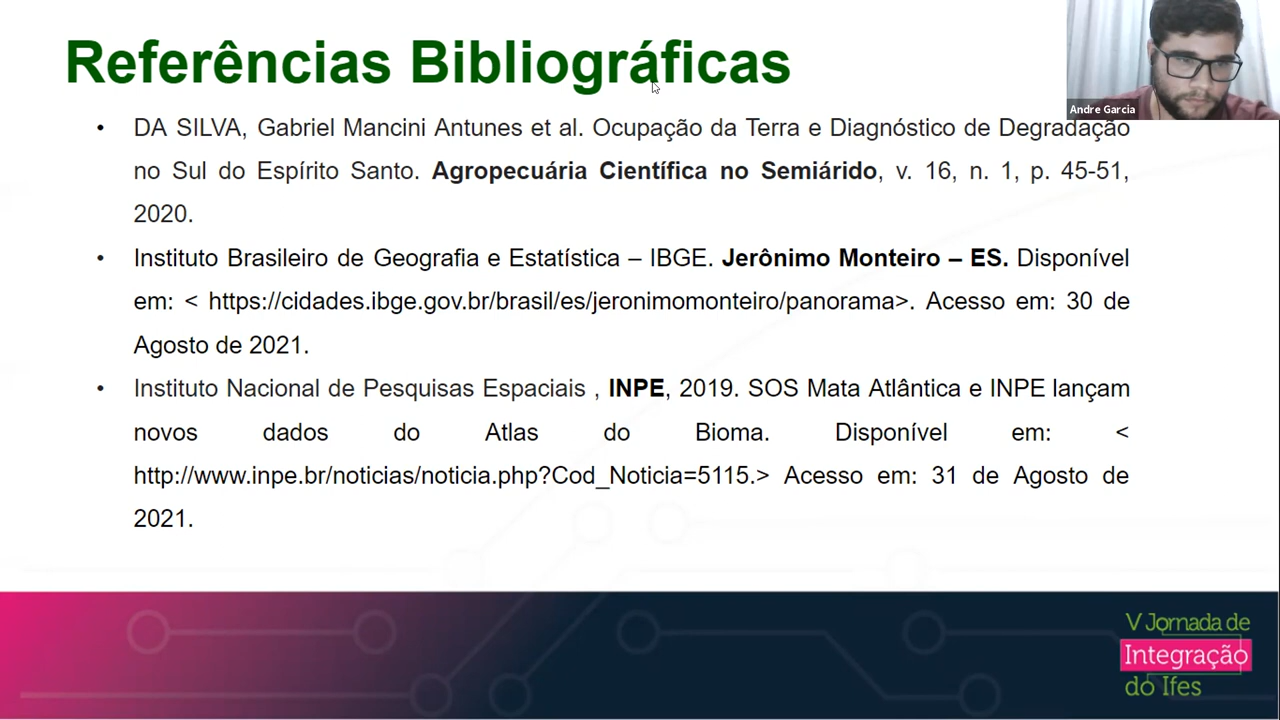 Referências Bibliográficas
Andre Garcia
• DA SILVA, Gabriel Mancini Antunes et al. Ocupação da Terra e Diagnóstico de Degradação
no Sul do Espírito Santo. Agropecuária Científica no Semiárido, v. 16, n. 1, p. 45-51,
2020.
• Instituto Brasileiro de Geografia e Estatística – IBGE. Jerônimo Monteiro – ES. Disponível
em: < https://cidades.ibge.gov.br/brasil/es/jeronimomonteiro/panorama>. Acesso em: 30 de
Agosto de 2021.
• Instituto Nacional de Pesquisas Espaciais , INPE, 2019. SOS Mata Atlântica e INPE lançam
novos dados do Atlas do Bioma. Disponível em: <
http://www.inpe.br/noticias/noticia.php?Cod_Noticia=5115.> Acesso em: 31 de Agosto de
2021.
V Jornada de
Integração
do Ifes